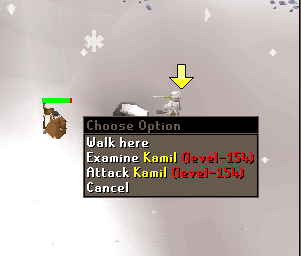 Choose Option
Walk here
Examine Kamil (level-154)
Attack Kamil (level-154)
Cancel